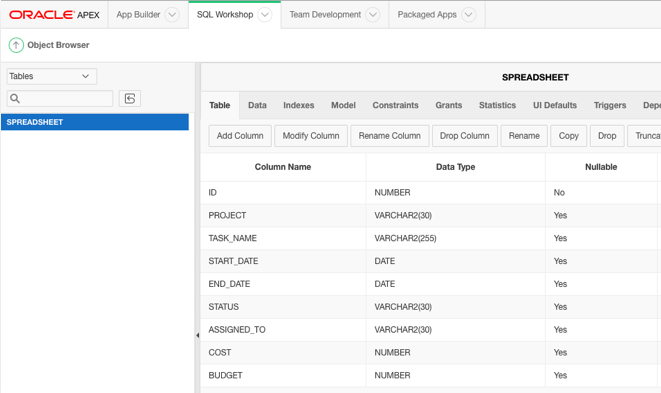 ORACLE APEX App Builder SQL Workshop Team Development Packaged Apps
Object Browser
Tables
SPREADSHEET
SPREADSHEET
Table Data Indexes Model Constraints Grants Statistics UI Defaults Triggers
Add Column Modify Column Rename Column Drop Column Rename Copy Drop
Column Name Data Type Nullable
ID NUMBER No
PROJECT VARCHAR2(30) Yes
TASK_NAME VARCHAR2(255) Yes
START_DATE DATE Yes
END_DATE DATE Yes
STATUS VARCHAR2(30) Yes
ASSIGNED_TO VARCHAR2(30) Yes
COST NUMBER Yes
BUDGET NUMBER Yes